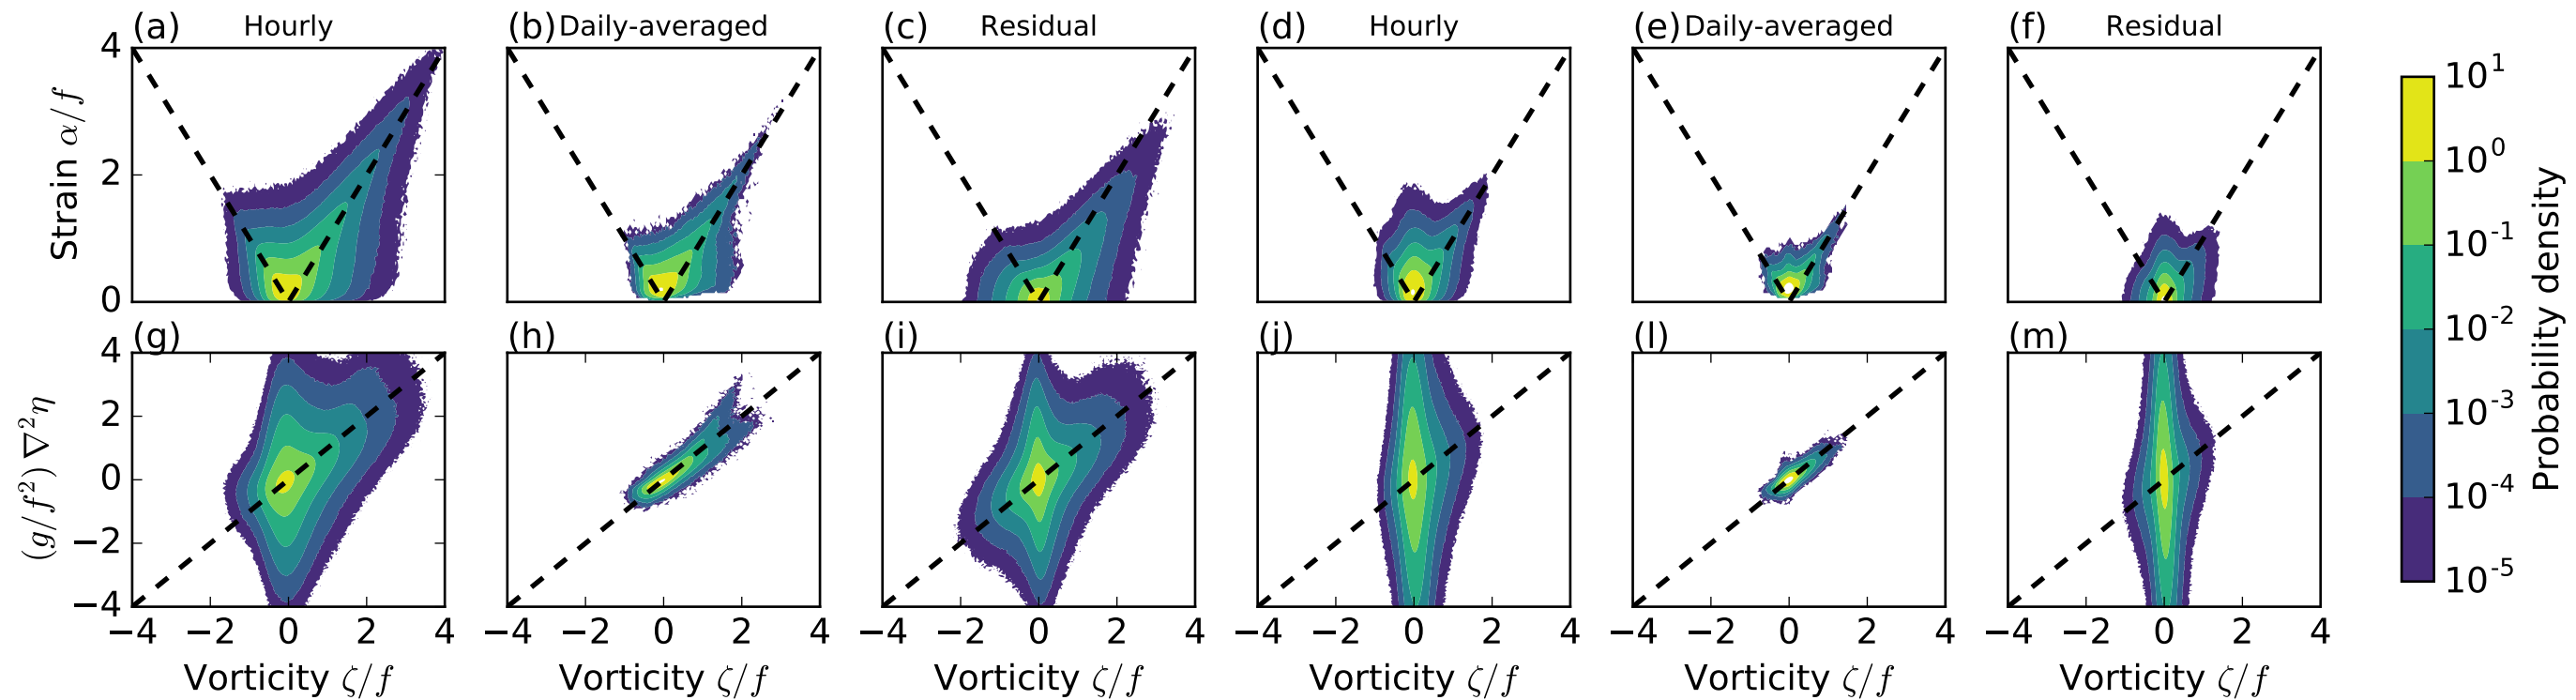 (a) Hourly
(b) Daily-averaged
(c) Residual
(d) Hourly
(e) Daily-averaged
(f) Residual
4
2
0
Strain α/f
(g)
(h)
(i)
(j)
(l)
(m)
4
2
0
−2
−4
(g/f²) ∇²η
−4 −2 0 2 4
−4 −2 0 2 4
−4 −2 0 2 4
−4 −2 0 2 4
−4 −2 0 2 4
−4 −2 0 2 4
Vorticity ζ/f
Vorticity ζ/f
Vorticity ζ/f
Vorticity ζ/f
Vorticity ζ/f
Vorticity ζ/f
10¹
10⁰
10⁻¹
10⁻²
10⁻³
10⁻⁴
10⁻⁵
Probability density